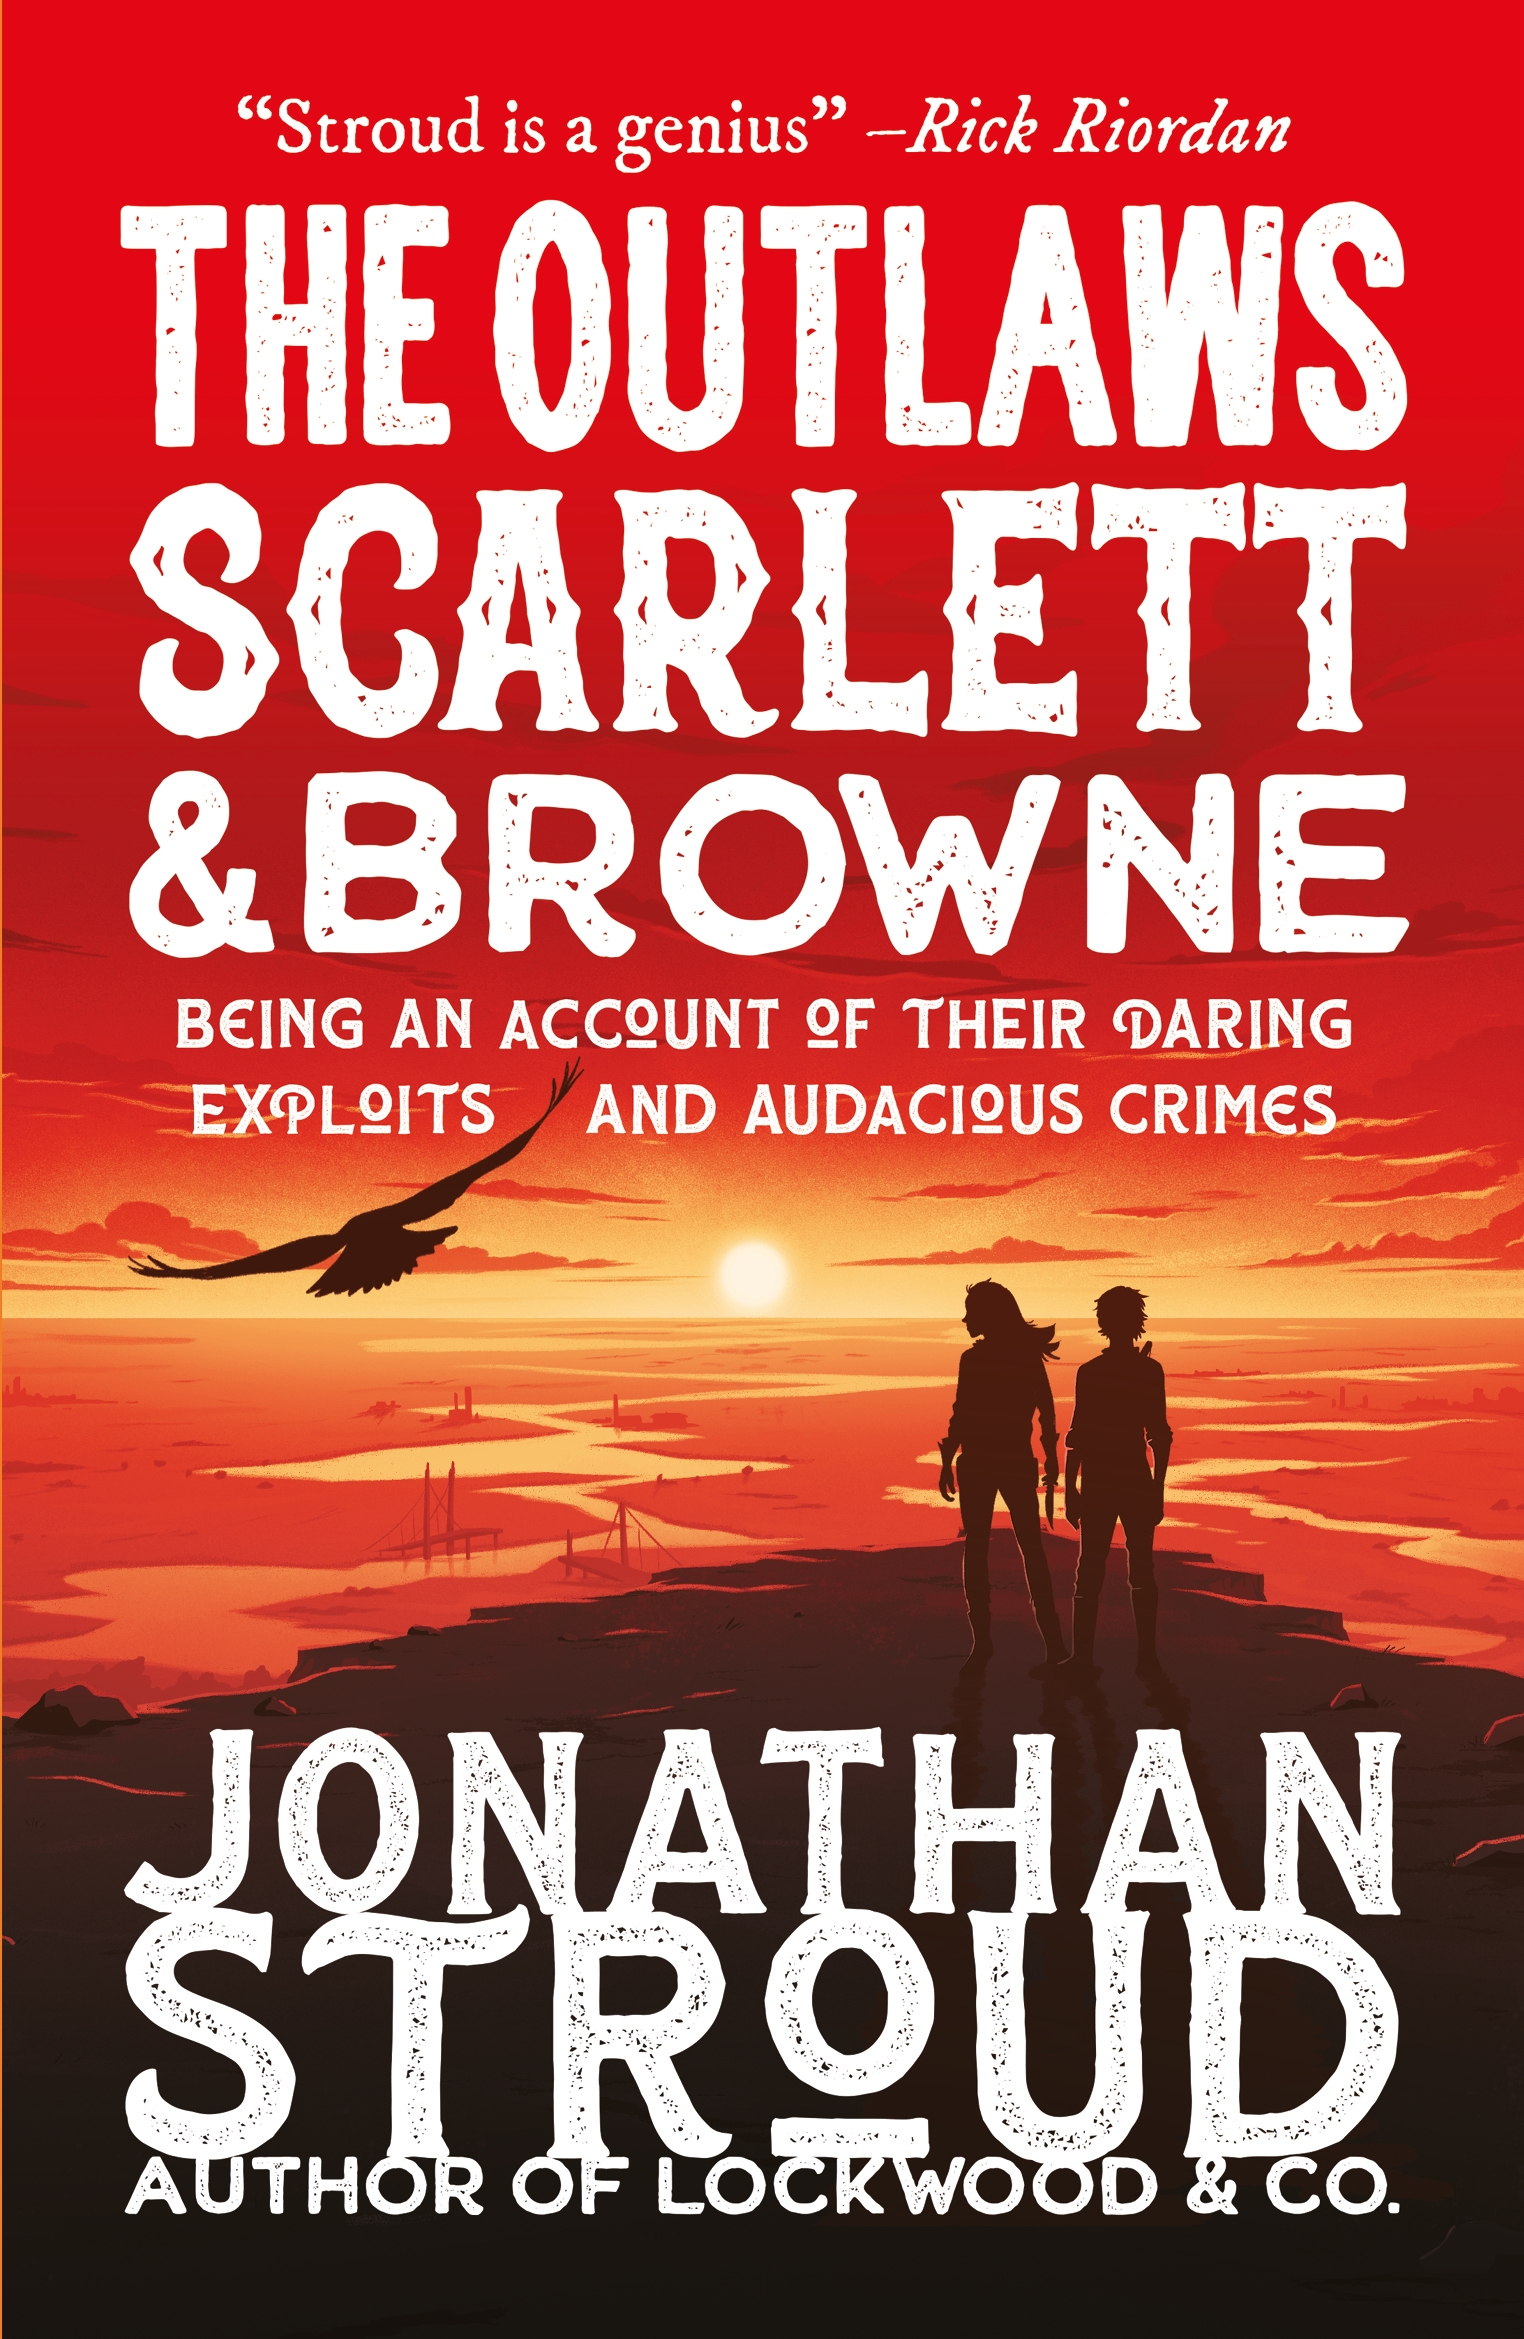 “Stroud is a genius” –Rick Riordan
THE OUTLAWS
SCARLETT
& BROWNE
BEING AN ACCOUNT OF THEIR DARING
EXPLOITS AND AUDACIOUS CRIMES
JONATHAN
STROUD
AUTHOR OF LOCKWOOD & CO.